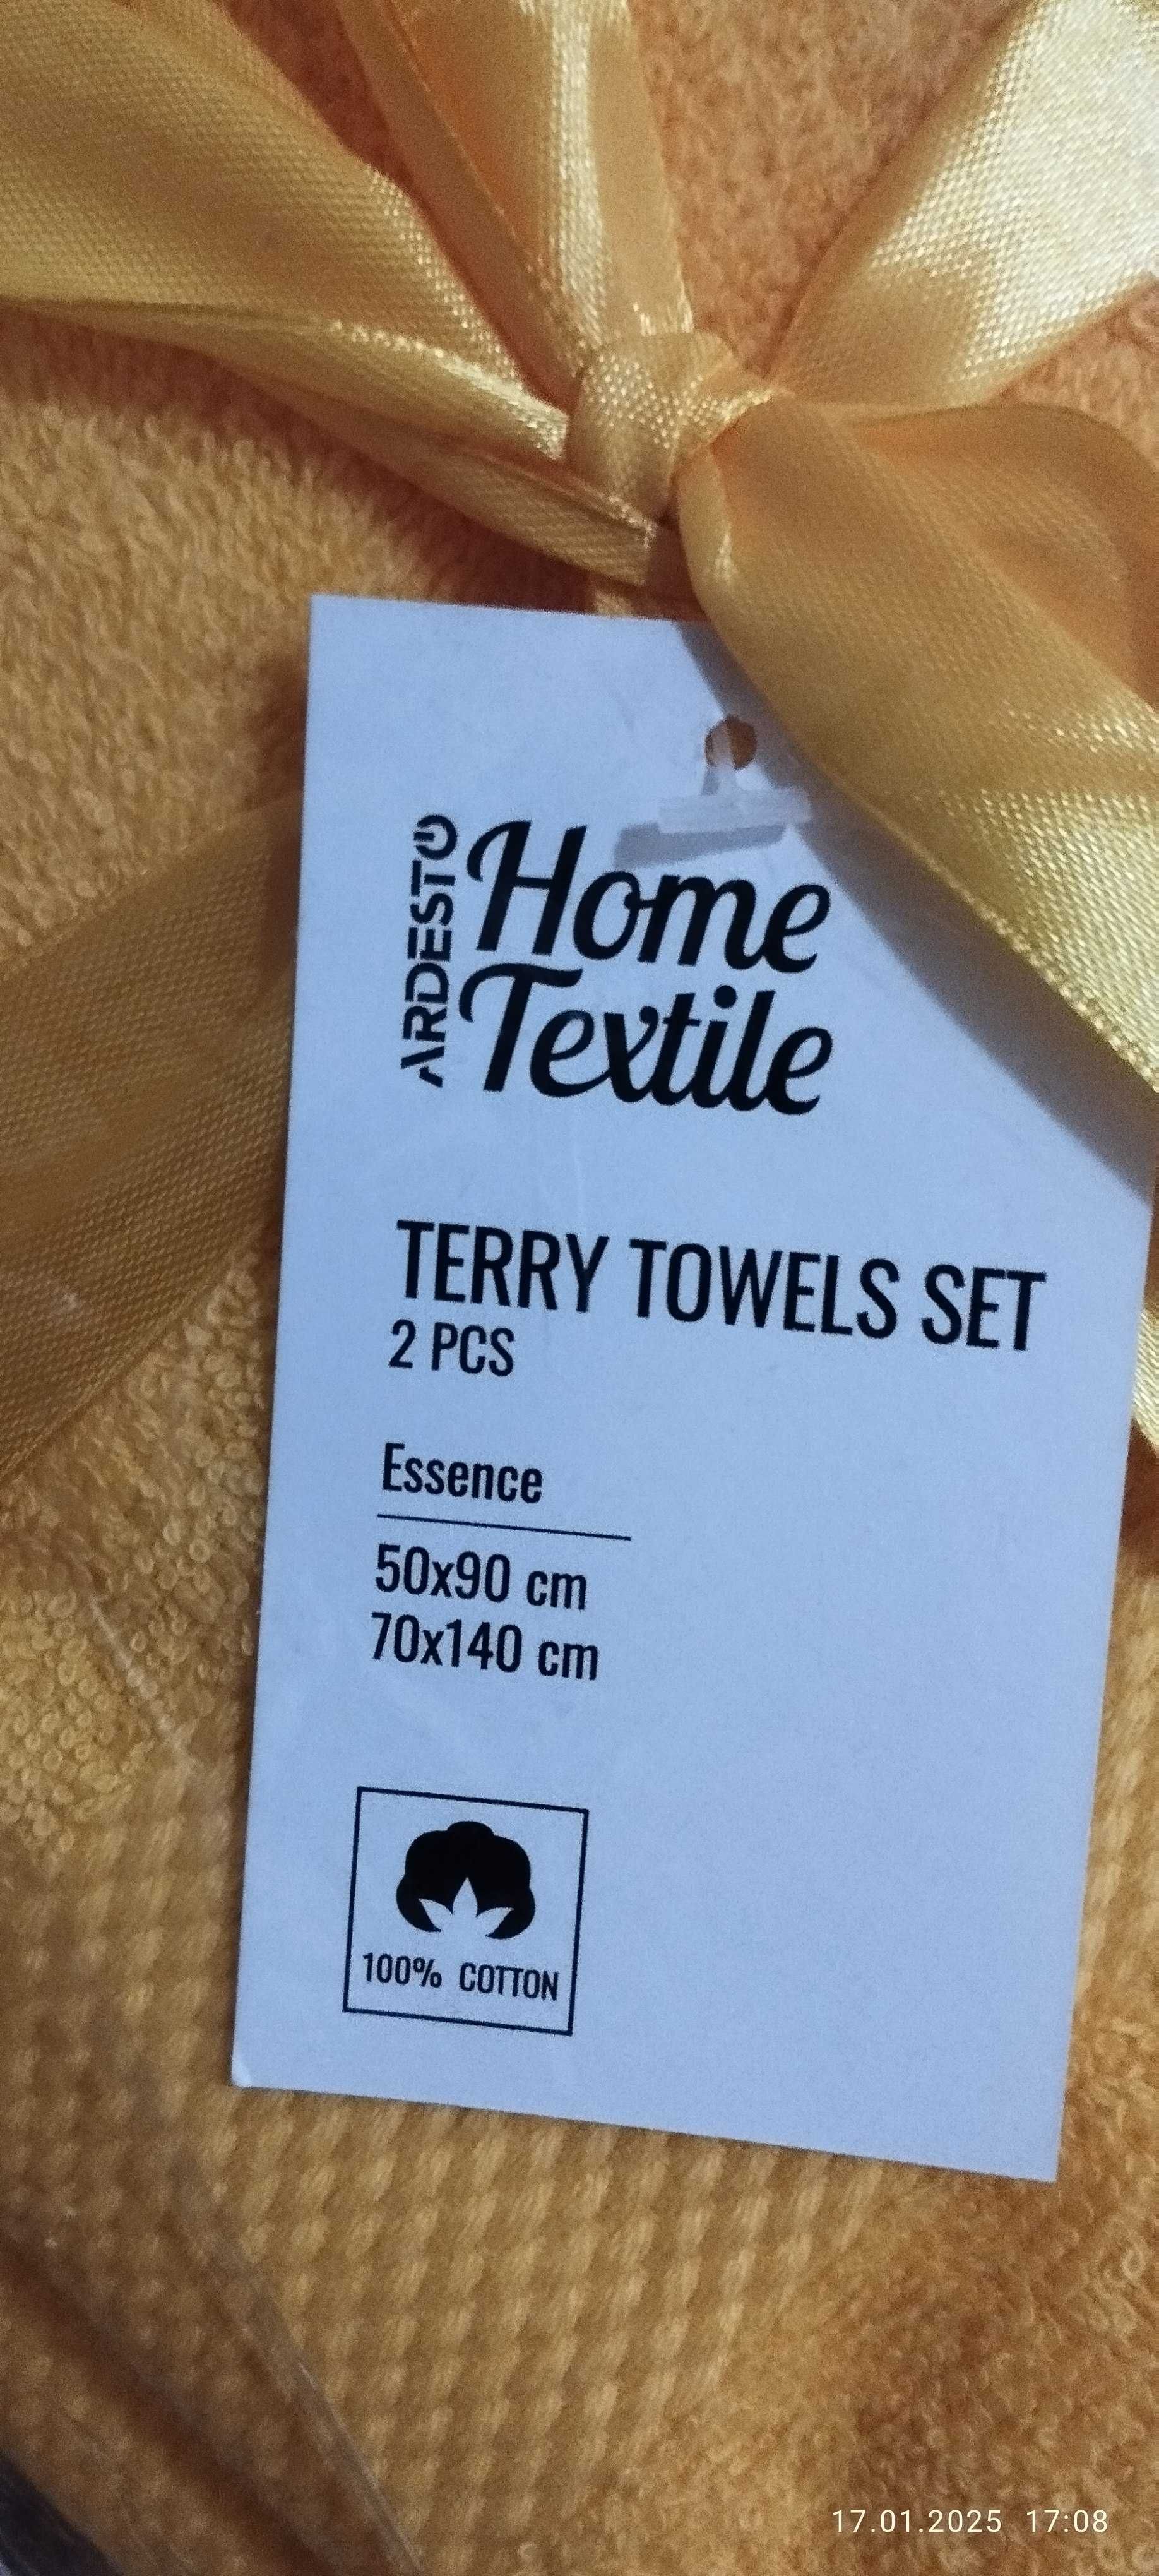 ARDESTO
Home
Textile
TERRY TOWELS SET
2 PCS
Essence
50x90 cm
70x140 cm
100% COTTON
17.01.2025 17:08